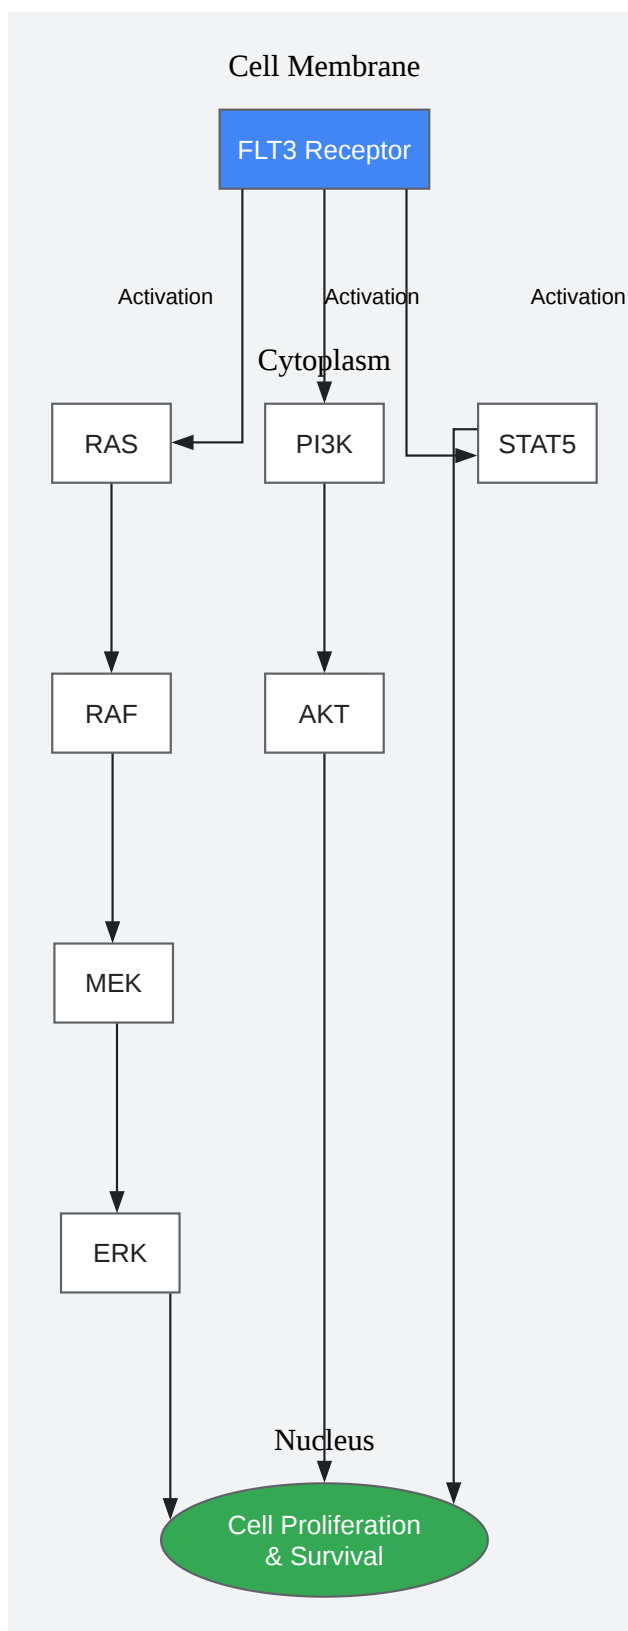 Cell Membrane
FLT3 Receptor
Activation
Activation
Activation
Cytoplasm
RAS
PI3K
STAT5
RAF
AKT
MEK
ERK
Nucleus
Cell Proliferation
& Survival